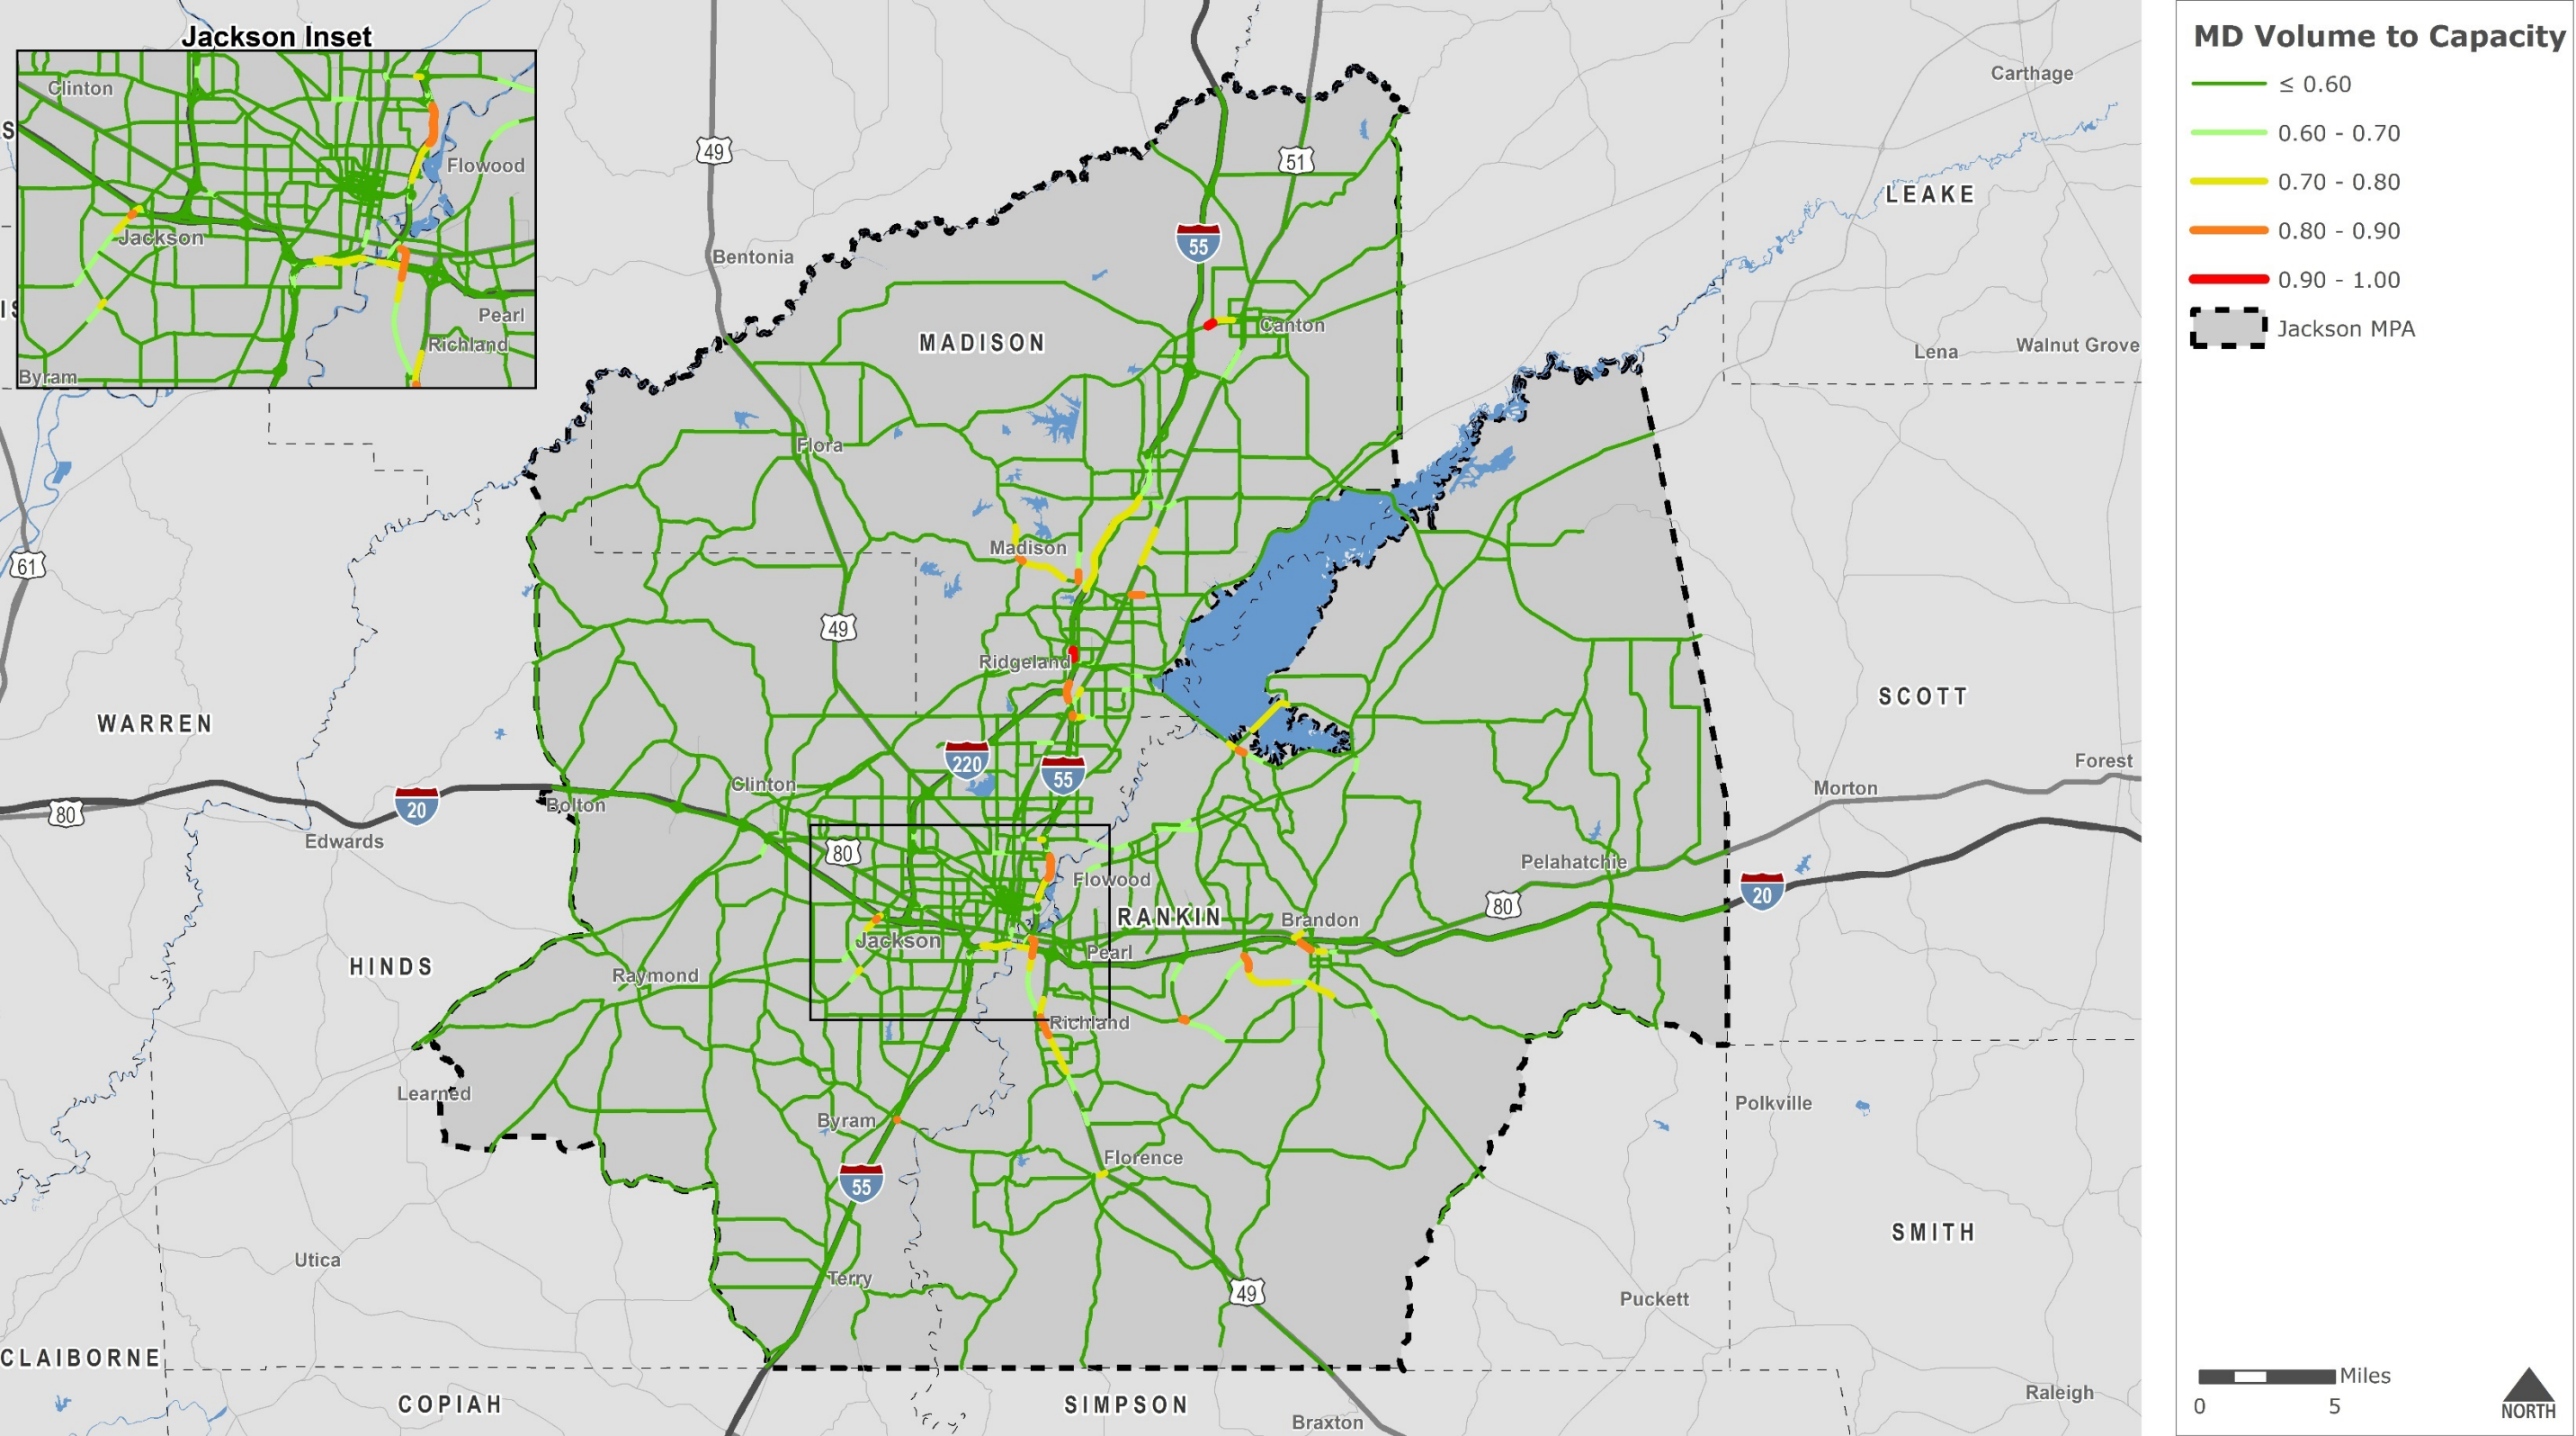 Jackson Inset
Clinton
Flowood
Jackson
Pearl
Richland
Byram
S
IS
49
51
Carthage
LEAKE
55
Bentonia
MADISON
Canton
Lena
Walnut Grove
Flora
61
Madison
49
Ridgeland
WARREN
SCOTT
220
55
Forest
Clinton
Morton
80
20
Bolton
Edwards
80
Pelahatchie
Flowood
20
80
RANKIN
Brandon
Jackson
Pearl
HINDS
Raymond
Richland
Learned
Polkville
Byram
Florence
55
SMITH
Utica
Terry
49
Puckett
CLAIBORNE
COPIAH
SIMPSON
Raleigh
Braxton
MD Volume to Capacity
≤ 0.60
0.60 - 0.70
0.70 - 0.80
0.80 - 0.90
0.90 - 1.00
Jackson MPA
Miles
0 5
NORTH